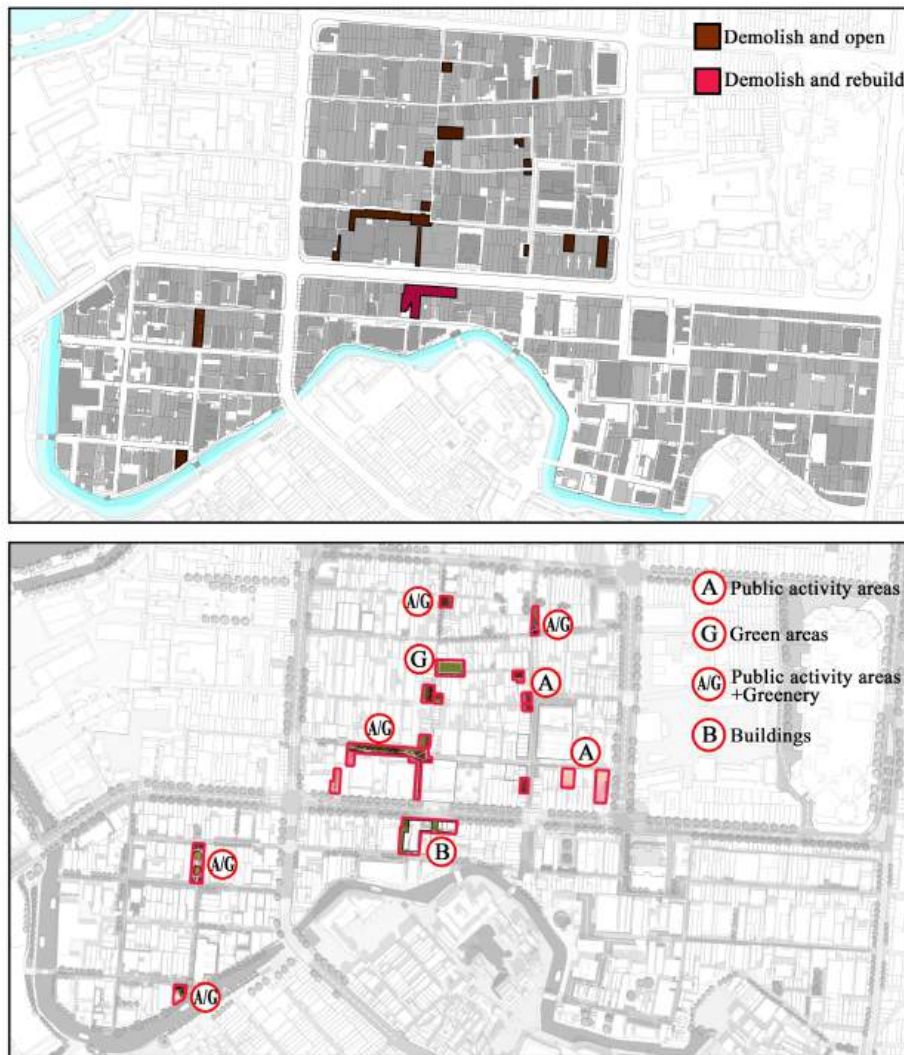 Demolish and open
Demolish and rebuild
A/G
A/G
G
A
A/G
A
B
A/G
A/G
A Public activity areas
G Green areas
A/G Public activity areas
+Greenery
B Buildings